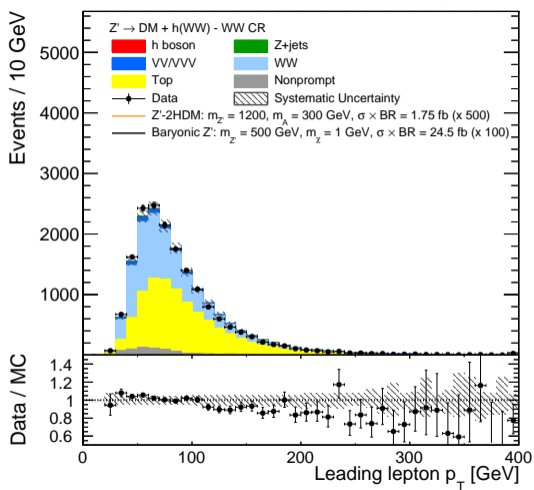 Z' → DM + h(WW) - WW CR
h boson Z+jets
VV/VVV WW
Top Nonprompt
Data Systematic Uncertainty
Z'-2HDM: m_Z' = 1200, m_A = 300 GeV, σ × BR = 1.75 fb (x 500)
Baryonic Z': m_Z' = 500 GeV, m_χ = 1 GeV, σ × BR = 24.5 fb (x 100)
Events / 10 GeV
5000
4000
3000
2000
1000
Data / MC
1.4
1.2
1
0.8
0.6
0 100 200 300 400
Leading lepton p_T [GeV]